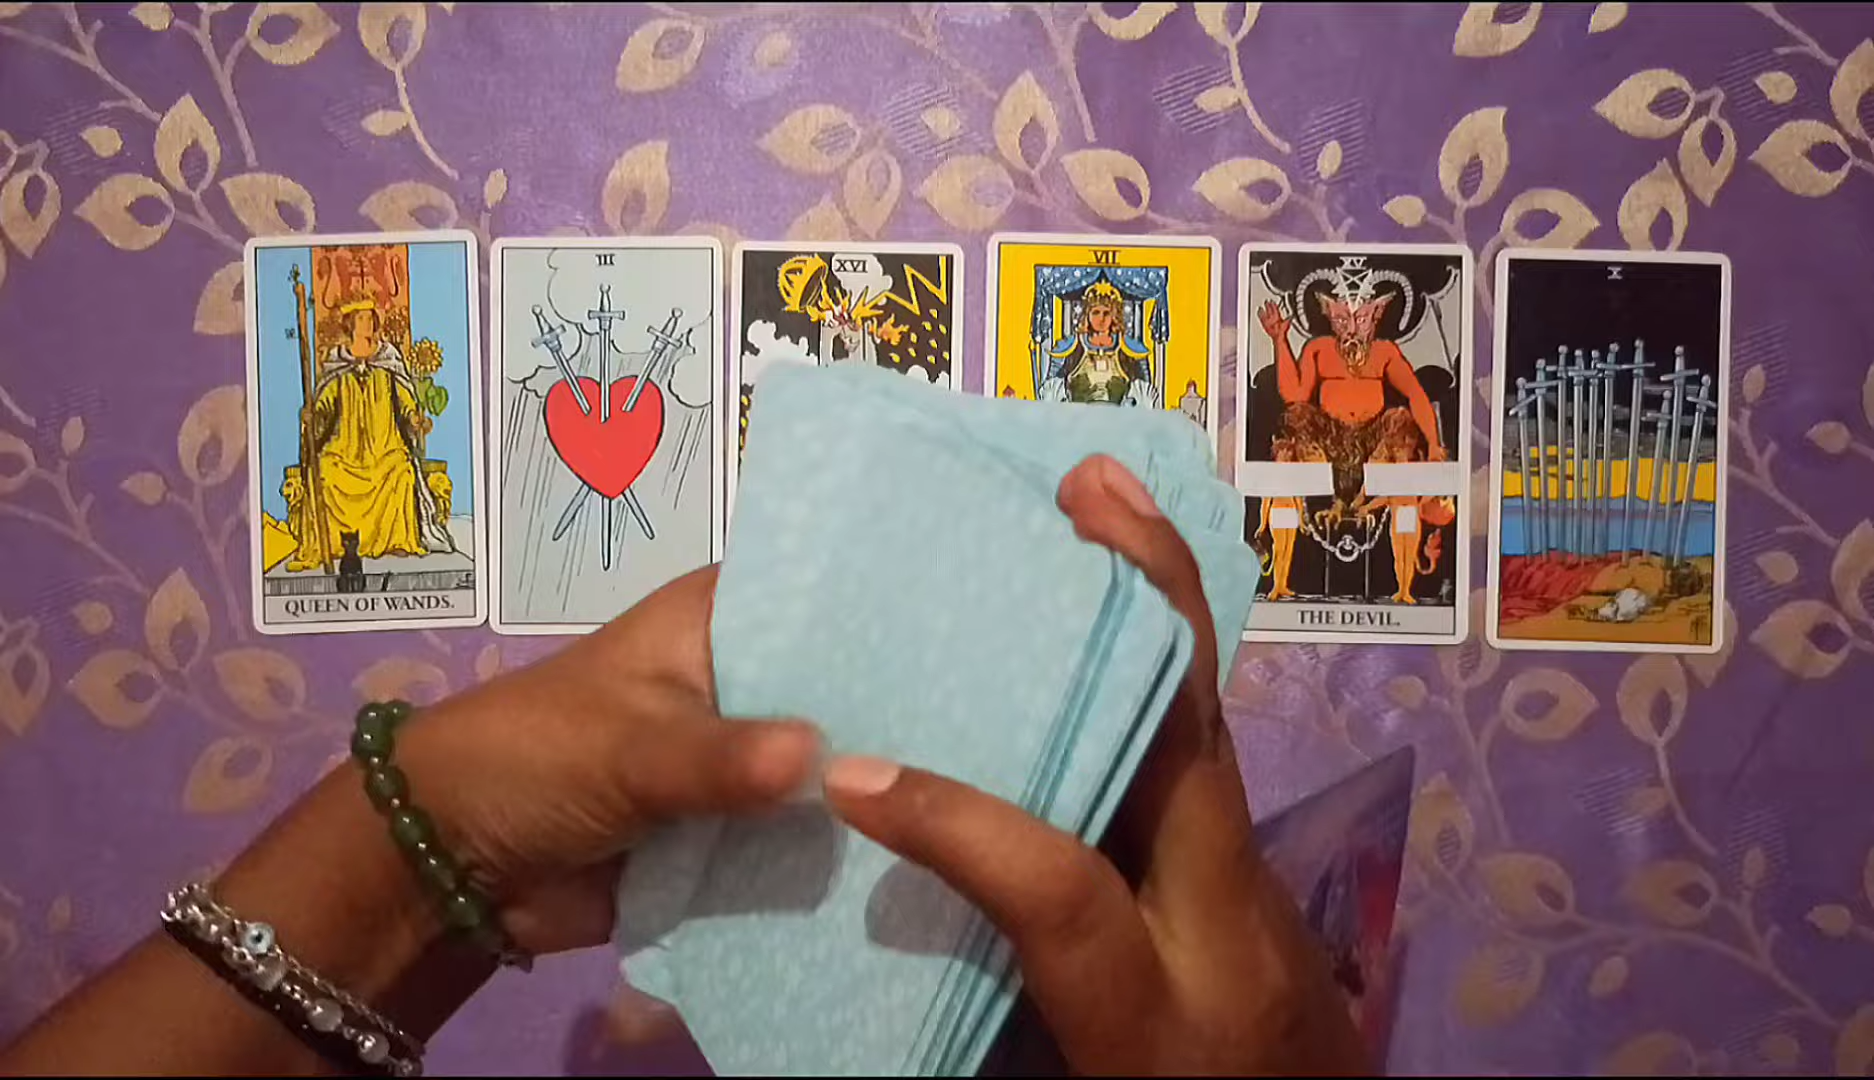 III
XVI
VII
XV
X
QUEEN OF WANDS.
THE DEVIL.